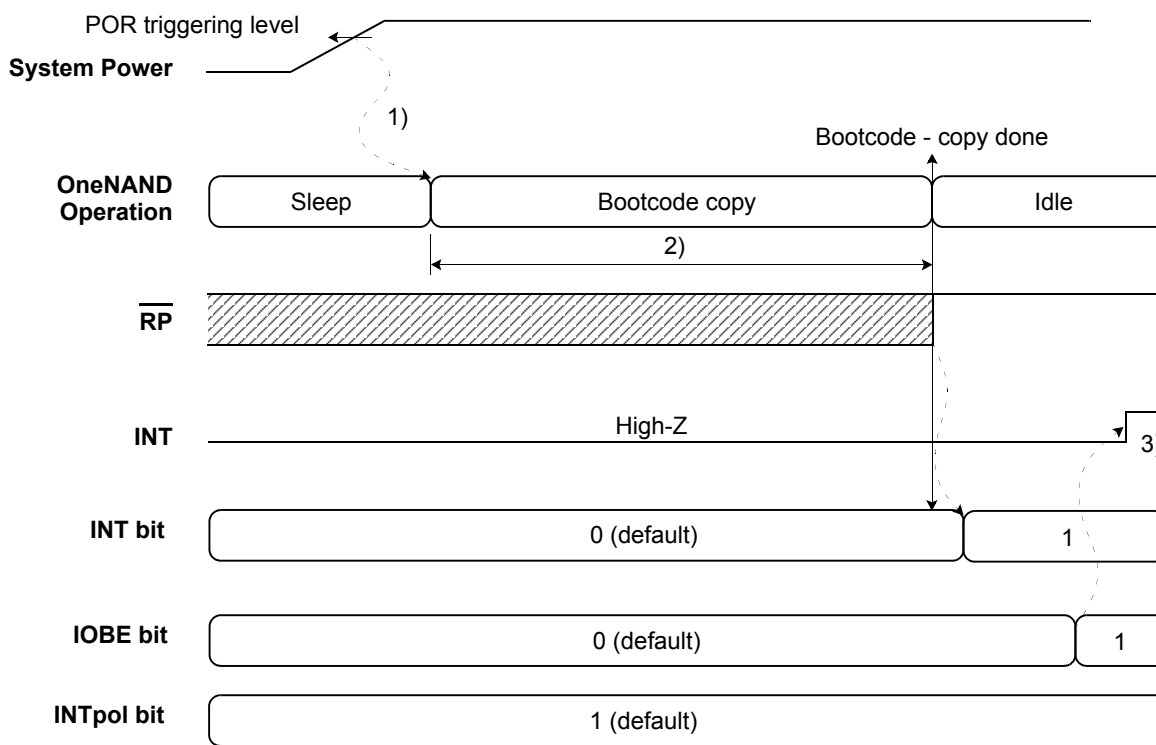 POR triggering level
System Power
1)
Bootcode - copy done
OneNAND
Operation
Sleep
Bootcode copy
Idle
2)
RP
High-Z
INT
3)
INT bit
0 (default)
1
IOBE bit
0 (default)
1
INTpol bit
1 (default)